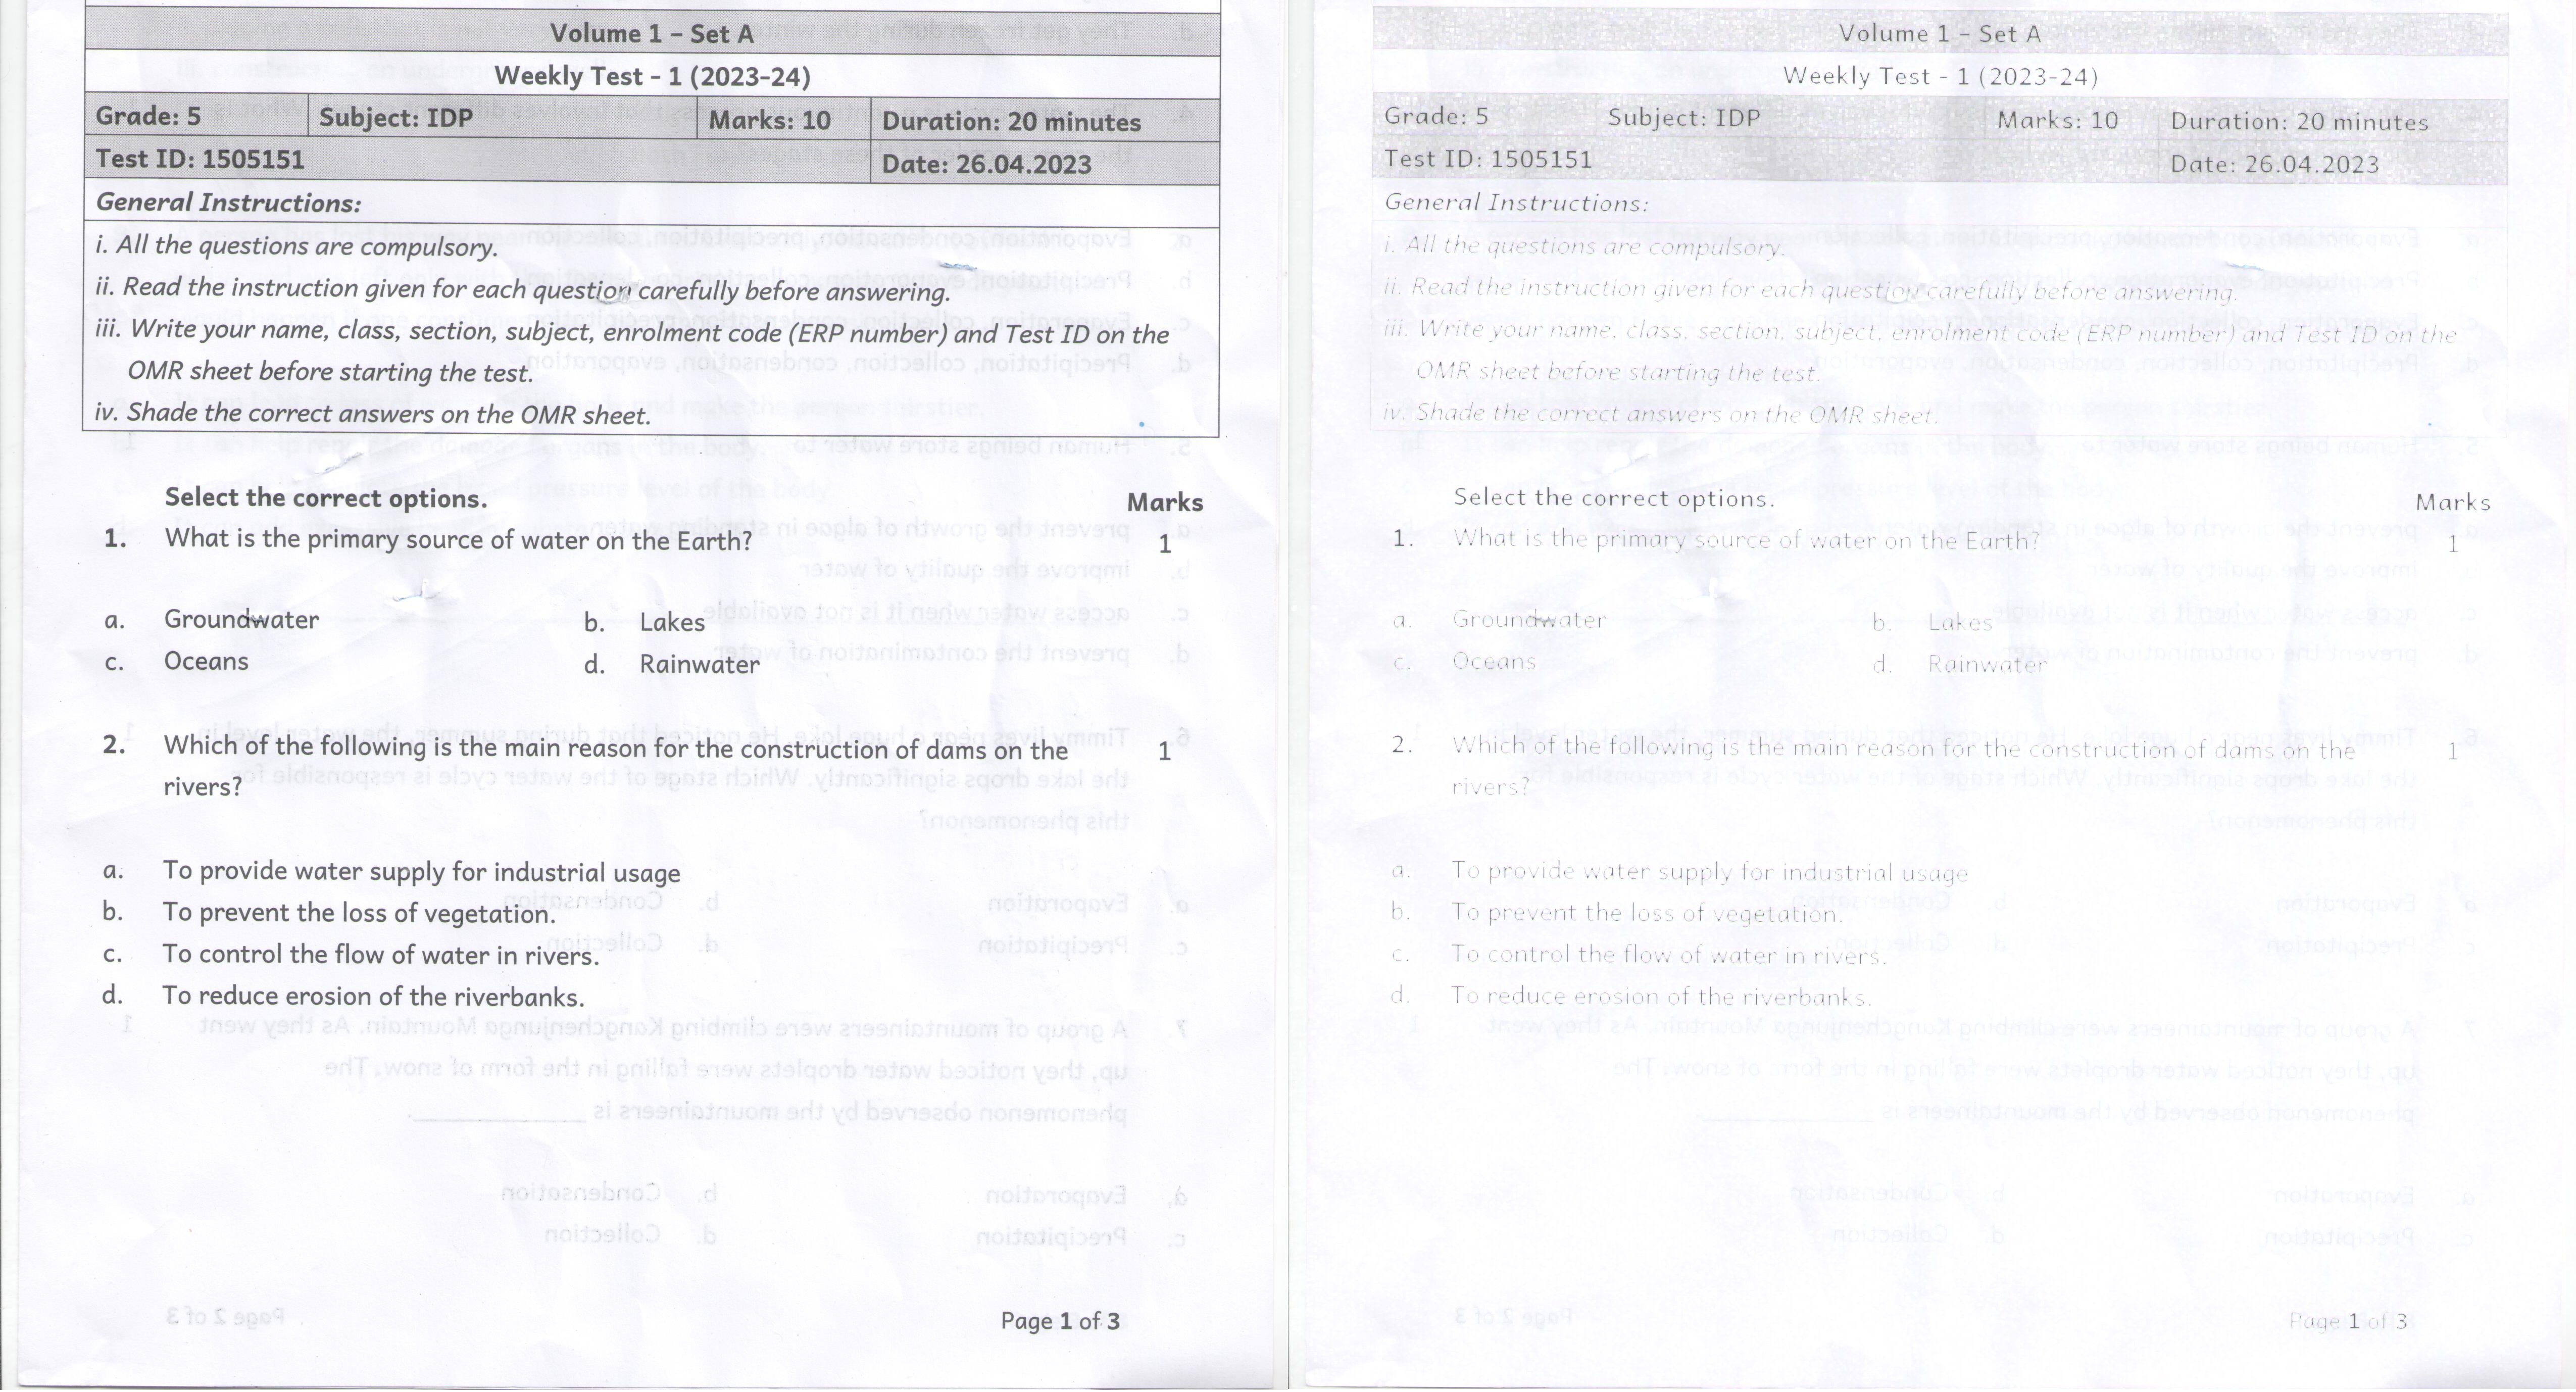 Volume 1 – Set A
Weekly Test - 1 (2023-24)
Grade: 5 Subject: IDP Marks: 10 Duration: 20 minutes
Test ID: 1505151 Date: 26.04.2023
General Instructions:
i. All the questions are compulsory.
ii. Read the instruction given for each question carefully before answering.
iii. Write your name, class, section, subject, enrolment code (ERP number) and Test ID on the
OMR sheet before starting the test.
iv. Shade the correct answers on the OMR sheet.
Select the correct options. Marks
1. What is the primary source of water on the Earth? 1
a. Groundwater b. Lakes
c. Oceans d. Rainwater
2. Which of the following is the main reason for the construction of dams on the 1
rivers?
a. To provide water supply for industrial usage
b. To prevent the loss of vegetation.
c. To control the flow of water in rivers.
d. To reduce erosion of the riverbanks.
Page 1 of 3
Volume 1 – Set A
Weekly Test - 1 (2023-24)
Grade: 5 Subject: IDP Marks: 10 Duration: 20 minutes
Test ID: 1505151 Date: 26.04.2023
General Instructions:
i. All the questions are compulsory.
ii. Read the instruction given for each question carefully before answering.
iii. Write your name, class, section, subject, enrolment code (ERP number) and Test ID on the
OMR sheet before starting the test.
iv. Shade the correct answers on the OMR sheet.
Select the correct options. Marks
1. What is the primary source of water on the Earth? 1
a. Groundwater b. Lakes
c. Oceans d. Rainwater
2. Which of the following is the main reason for the construction of dams on the 1
rivers?
a. To provide water supply for industrial usage
b. To prevent the loss of vegetation.
c. To control the flow of water in rivers.
d. To reduce erosion of the riverbanks.
Page 1 of 3